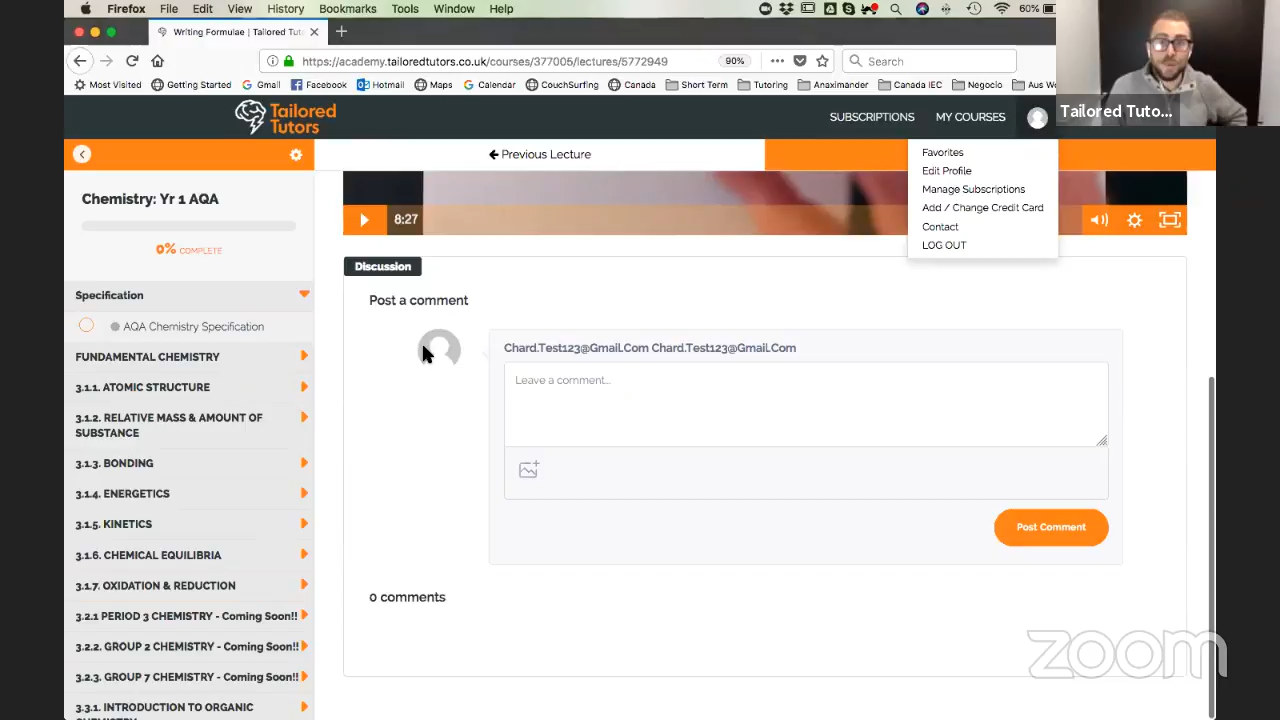 Firefox File Edit View History Bookmarks Tools Window Help
60%
Writing Formulae | Tailored Tut
https://academy.tailoredtutors.co.uk/courses/377005/lectures/5772949
90%
Search
Most Visited Getting Started Gmail Facebook Hotmail Maps Calendar CouchSurfing Canada Short Term Tutoring Anaximander Canada IEC Negocio Aus Wo
Tailored Tuto...
Tailored
Tutors
SUBSCRIPTIONS
MY COURSES
Previous Lecture
Favorites
Edit Profile
Manage Subscriptions
Add / Change Credit Card
Contact
LOG OUT
Chemistry: Yr 1 AQA
0% COMPLETE
Specification
AQA Chemistry Specification
FUNDAMENTAL CHEMISTRY
3.1.1. ATOMIC STRUCTURE
3.1.2. RELATIVE MASS & AMOUNT OF
SUBSTANCE
3.1.3. BONDING
3.1.4. ENERGETICS
3.1.5. KINETICS
3.1.6. CHEMICAL EQUILIBRIA
3.1.7. OXIDATION & REDUCTION
3.2.1 PERIOD 3 CHEMISTRY - Coming Soon!!
3.2.2. GROUP 2 CHEMISTRY - Coming Soon!!
3.2.3. GROUP 7 CHEMISTRY - Coming Soon!!
3.3.1. INTRODUCTION TO ORGANIC
CHEMISTRY
8:27
Discussion
Post a comment
Chard.Test123@Gmail.Com Chard.Test123@Gmail.Com
Leave a comment...
Post Comment
0 comments
zoom